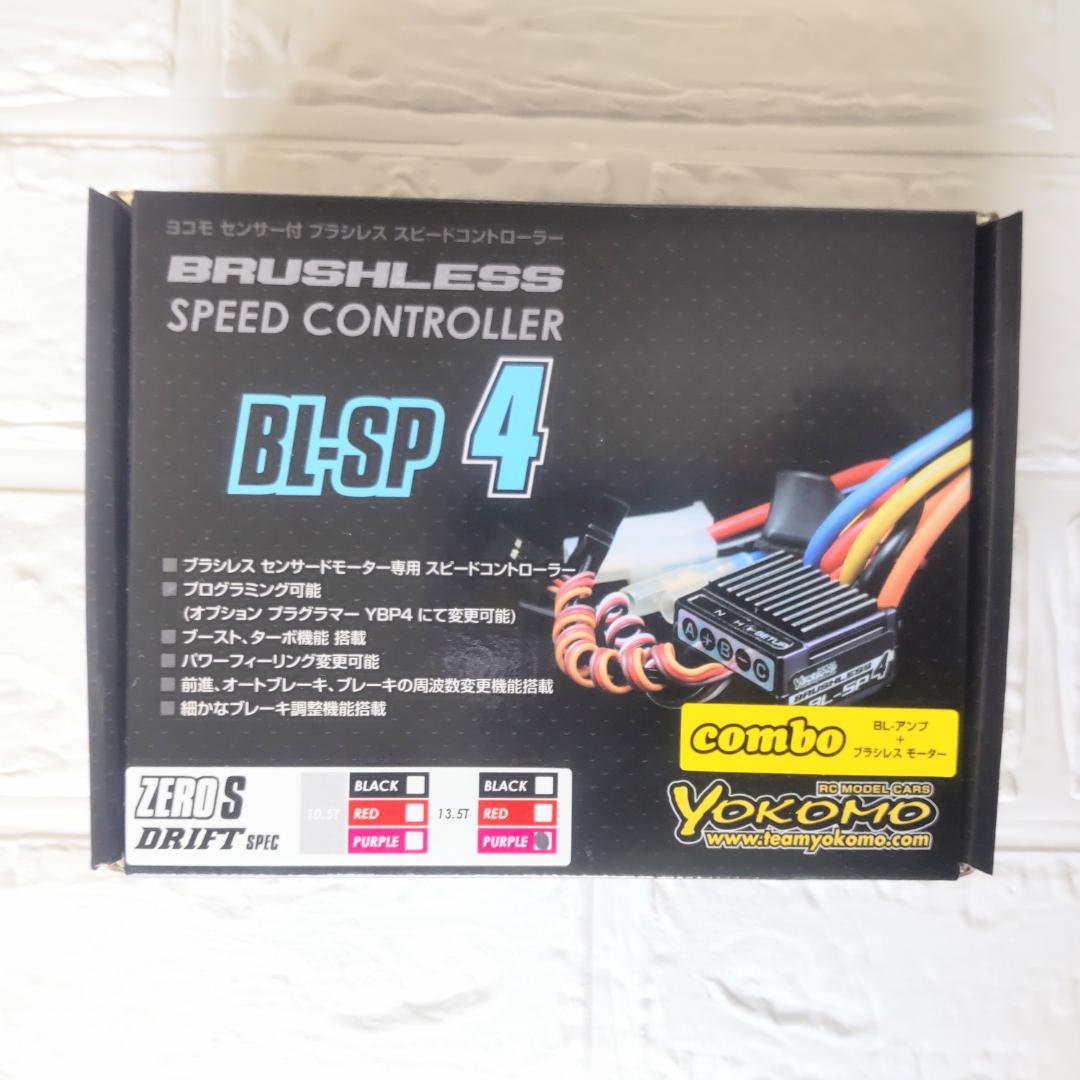 ヨコモ センサー付 ブラシレス スピードコントローラー
BRUSHLESS
SPEED CONTROLLER
BL-SP 4
ブラシレス センサードモーター専用 スピードコントローラー
プログラミング可能
(オプション プラグラマー YBP4 にて変更可能)
ブースト、ターボ機能 搭載
パワーフィーリング変更可能
前進、オートブレーキ、ブレーキの周波数変更機能搭載
細かなブレーキ調整機能搭載
N M/F SETUP
A + B - C
YOKOMO
BRUSHLESS
BL-SP 4
combo
BL-アンプ
+
ブラシレス モーター
ZERO S
DRIFT SPEC
10.5T
BLACK
RED
PURPLE
13.5T
BLACK
RED
PURPLE
RC MODEL CARS
YOKOMO
www.teamyokomo.com